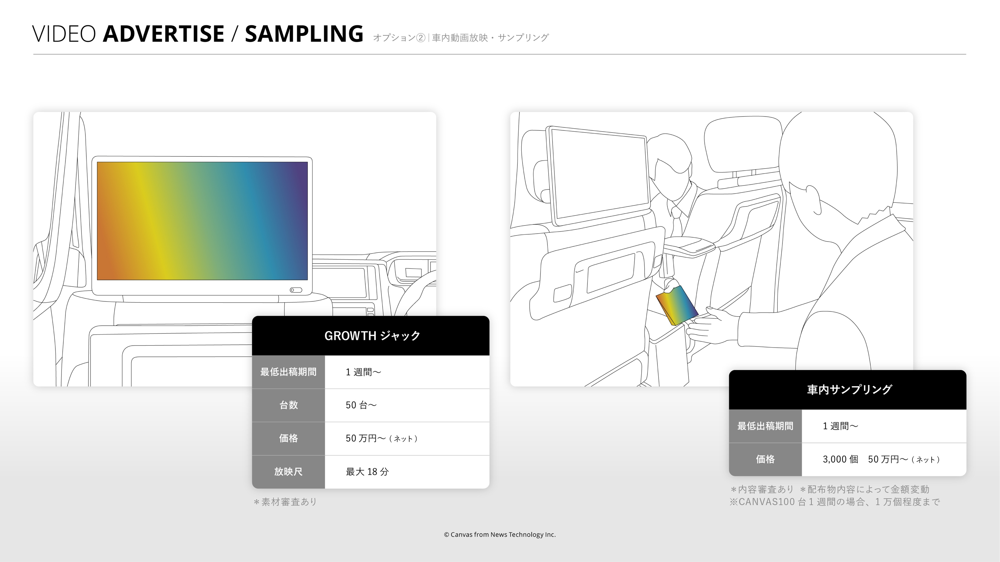 VIDEO ADVERTISE / SAMPLING オプション②|車内動画放映・サンプリング
GROWTH ジャック
最低出稿期間 1 週間〜
台数 50 台〜
価格 50 万円〜 ( ネット )
放映尺 最大 18 分
＊素材審査あり
車内サンプリング
最低出稿期間 1 週間〜
価格 3,000 個　50 万円〜 ( ネット )
＊内容審査あり ＊配布物内容によって金額変動
※CANVAS100 台 1 週間の場合、1 万個程度まで
© Canvas from News Technology Inc.